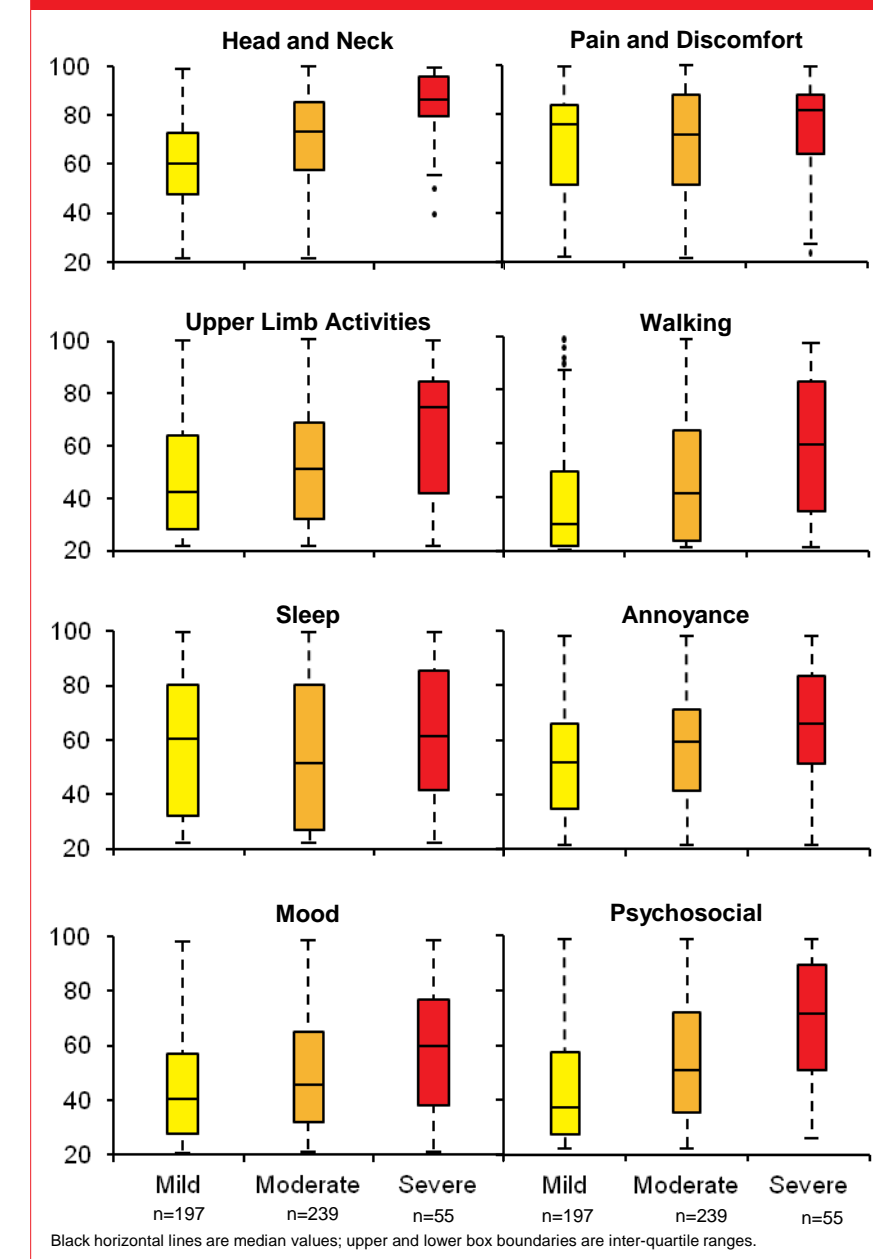 Head and Neck
Pain and Discomfort
100
80
60
40
20
Upper Limb Activities
Walking
100
80
60
40
20
Sleep
Annoyance
100
80
60
40
20
Mood
Psychosocial
100
80
60
40
20
Mild Moderate Severe Mild Moderate Severe
n=197 n=239 n=55 n=197 n=239 n=55
Black horizontal lines are median values; upper and lower box boundaries are inter-quartile ranges.